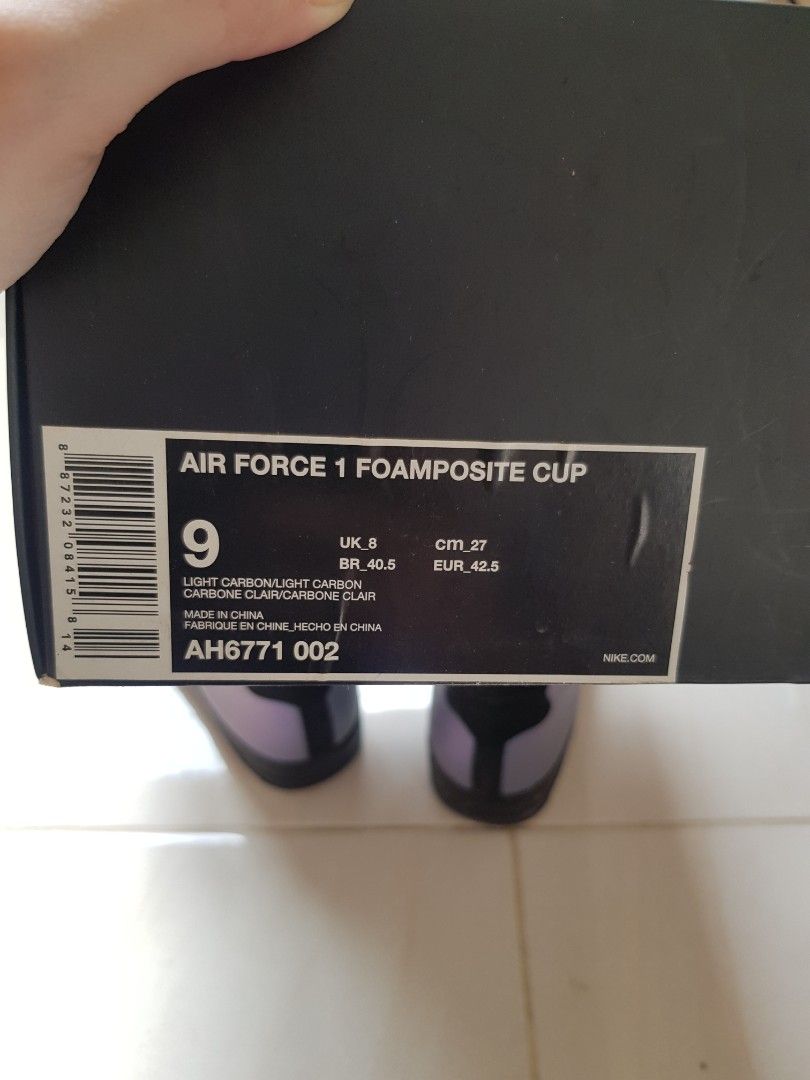 AIR FORCE 1 FOAMPOSITE CUP
9
UK_8 cm_27
BR_40.5 EUR_42.5
LIGHT CARBON/LIGHT CARBON
CARBONE CLAIR/CARBONE CLAIR
MADE IN CHINA
FABRIQUE EN CHINE_HECHO EN CHINA
AH6771 002
NIKE.COM
8 87232 08415 8 14